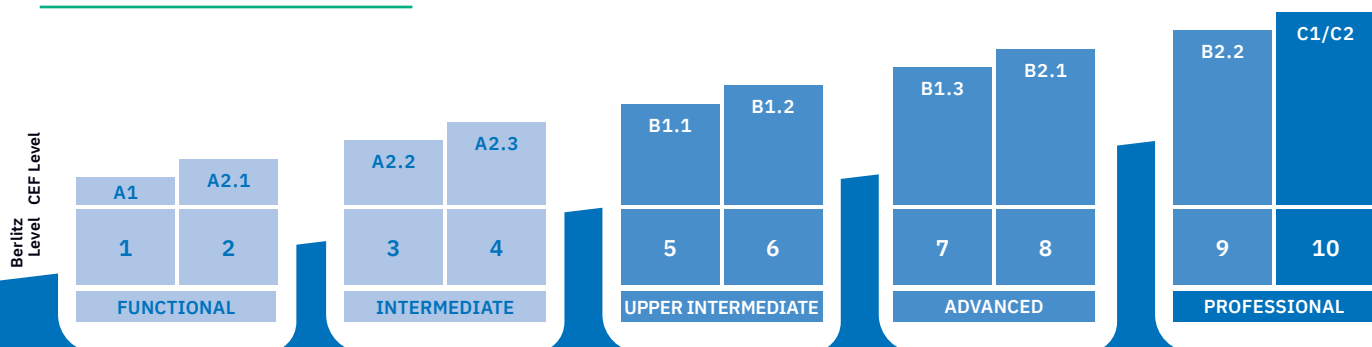 CEF Level
A1
A2.1
A2.2
A2.3
B1.1
B1.2
B1.3
B2.1
B2.2
C1/C2
Berlitz
Level
1
2
3
4
5
6
7
8
9
10
FUNCTIONAL
INTERMEDIATE
UPPER INTERMEDIATE
ADVANCED
PROFESSIONAL